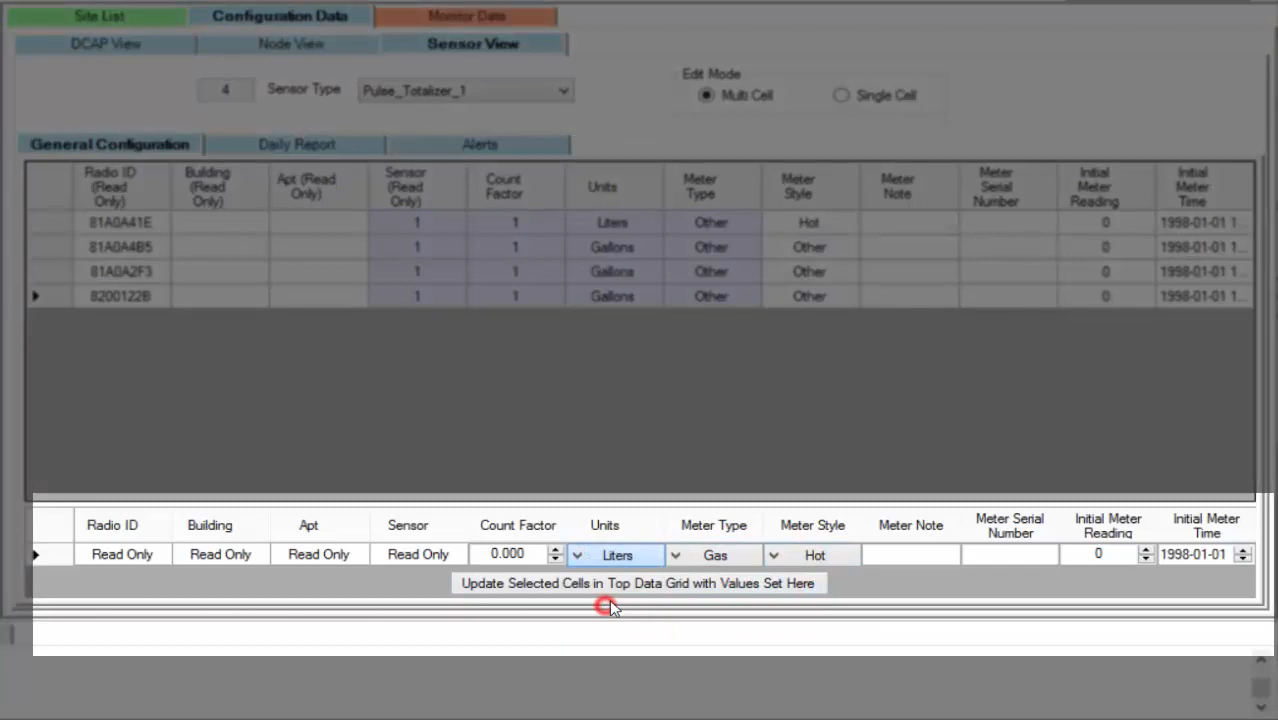 Site List Configuration Data Monitor Data
DCAP View Node View Sensor View
Edit Mode
4 Sensor Type Pulse_Totalizer_1 Multi Cell Single Cell
General Configuration Daily Report Alerts
Radio ID (Read Only) Building (Read Only) Apt (Read Only) Sensor (Read Only) Count Factor Units Meter Type Meter Style Meter Note Meter Serial Number Initial Meter Reading Initial Meter Time
81A0A41E 1 1 Liters Other Hot 0 1998-01-01 1...
81A0A4B5 1 1 Gallons Other Other 0 1998-01-01 1...
81A0A2F3 1 1 Gallons Other Other 0 1998-01-01 1...
8200122B 1 1 Gallons Other Other 0 1998-01-01 1...
Radio ID Building Apt Sensor Count Factor Units Meter Type Meter Style Meter Note Meter Serial Number Initial Meter Reading Initial Meter Time
Read Only Read Only Read Only Read Only 0.000 Liters Gas Hot 0 1998-01-01
Update Selected Cells in Top Data Grid with Values Set Here